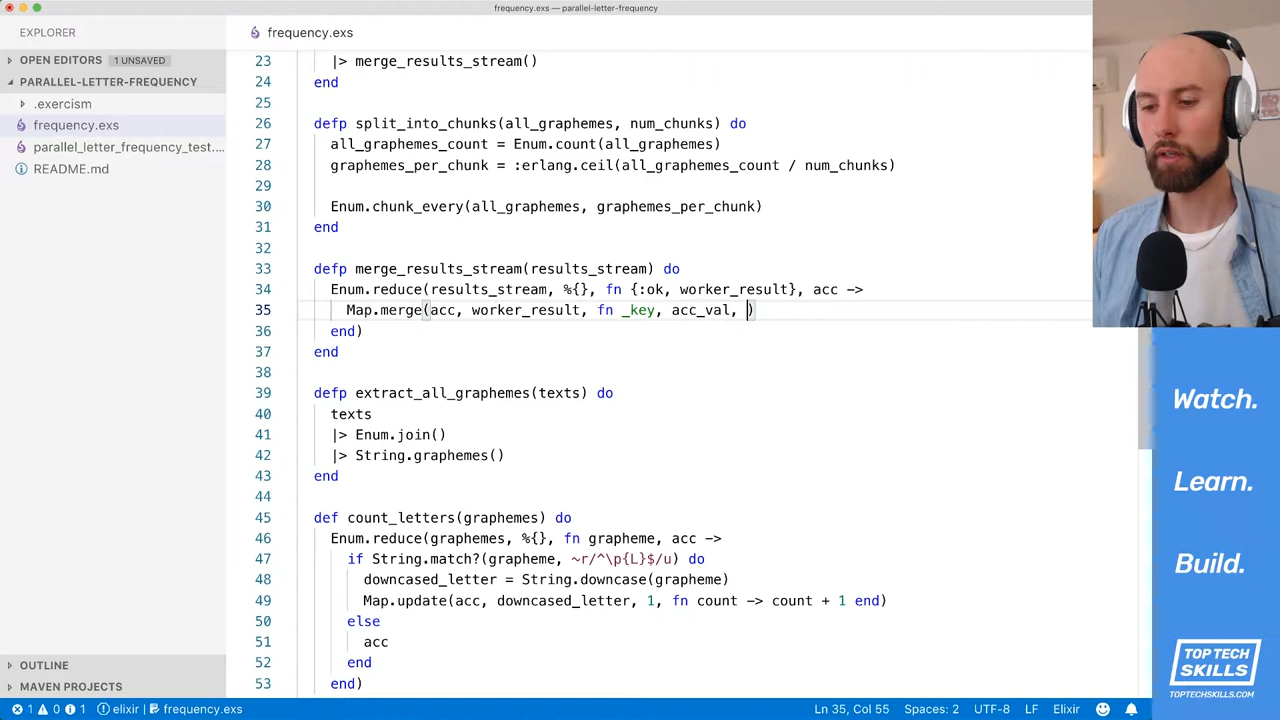 frequency.exs — parallel-letter-frequency
EXPLORER
OPEN EDITORS 1 UNSAVED
PARALLEL-LETTER-FREQUENCY
.exercism
frequency.exs
parallel_letter_frequency_test....
README.md
OUTLINE
MAVEN PROJECTS
frequency.exs
23 |> merge_results_stream()
24 end
25
26 defp split_into_chunks(all_graphemes, num_chunks) do
27 all_graphemes_count = Enum.count(all_graphemes)
28 graphemes_per_chunk = :erlang.ceil(all_graphemes_count / num_chunks)
29
30 Enum.chunk_every(all_graphemes, graphemes_per_chunk)
31 end
32
33 defp merge_results_stream(results_stream) do
34 Enum.reduce(results_stream, %{}, fn {:ok, worker_result}, acc ->
35 Map.merge(acc, worker_result, fn _key, acc_val, )
36 end)
37 end
38
39 defp extract_all_graphemes(texts) do
40 texts
41 |> Enum.join()
42 |> String.graphemes()
43 end
44
45 def count_letters(graphemes) do
46 Enum.reduce(graphemes, %{}, fn grapheme, acc ->
47 if String.match?(grapheme, ~r/^\p{L}$/u) do
48 downcased_letter = String.downcase(grapheme)
49 Map.update(acc, downcased_letter, 1, fn count -> count + 1 end)
50 else
51 acc
52 end
53 end)
Watch.
Learn.
Build.
TOP TECH
SKILLS
TOPTECHSKILLS.COM
1 0 1 elixir frequency.exs Ln 35, Col 55 Spaces: 2 UTF-8 LF Elixir